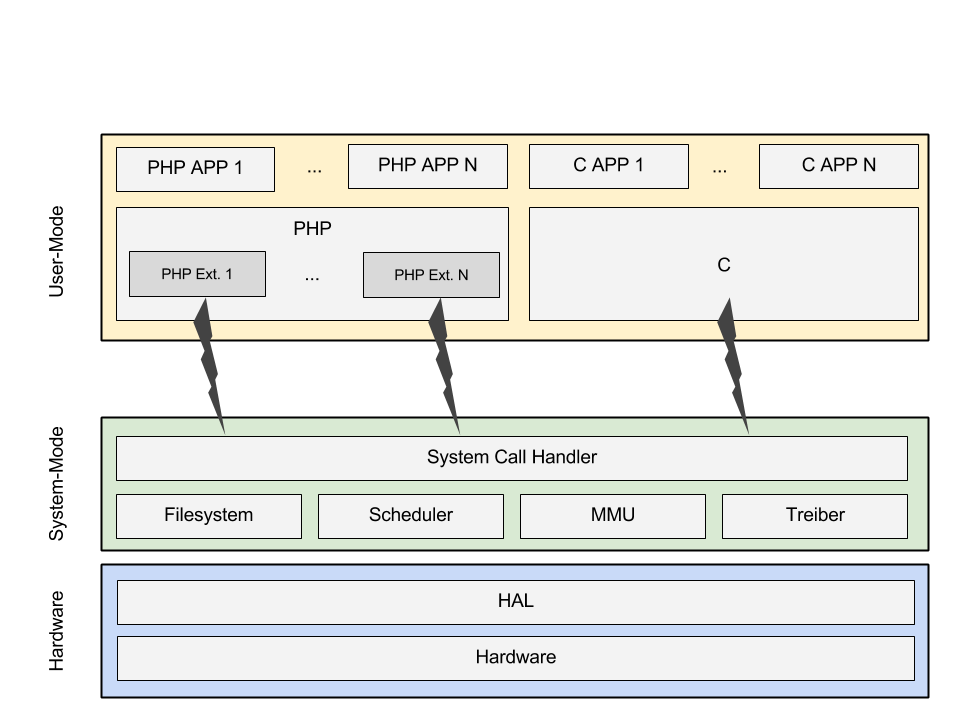 User-Mode
PHP APP 1
...
PHP APP N
C APP 1
...
C APP N
PHP
PHP Ext. 1
...
PHP Ext. N
C
System-Mode
System Call Handler
Filesystem
Scheduler
MMU
Treiber
Hardware
HAL
Hardware